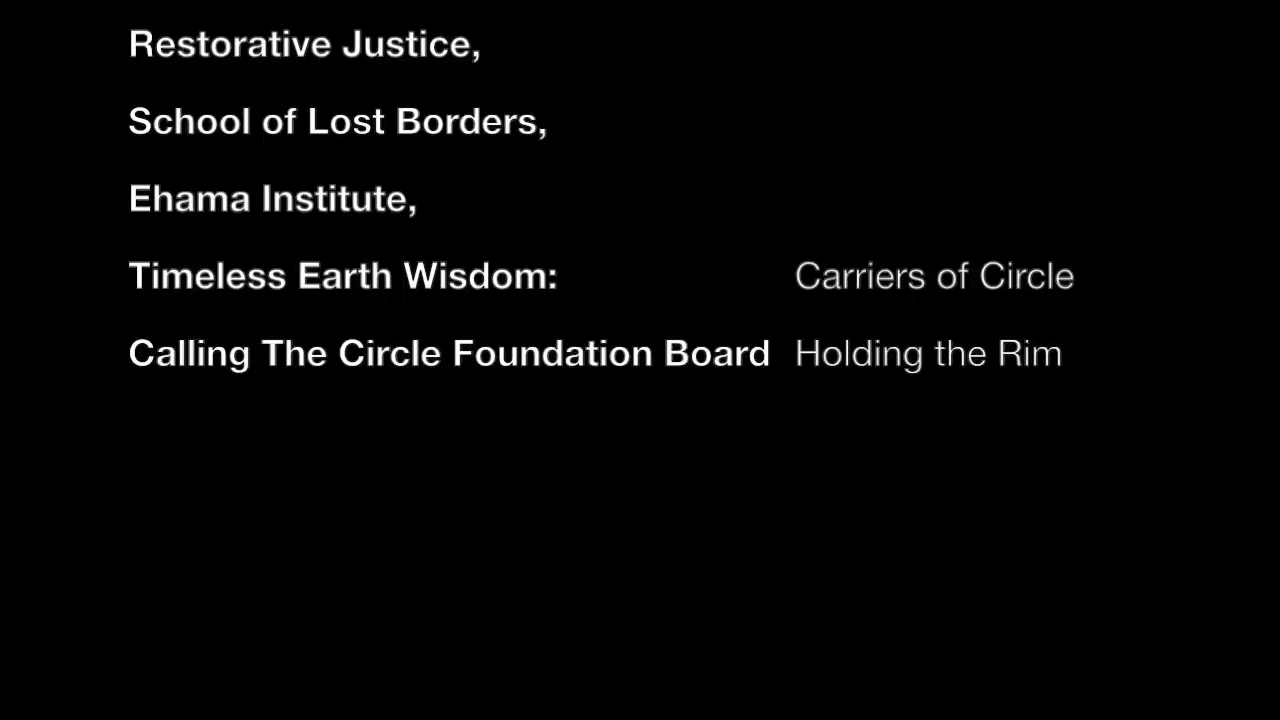 Restorative Justice,
School of Lost Borders,
Ehama Institute,
Timeless Earth Wisdom: Carriers of Circle
Calling The Circle Foundation Board Holding the Rim